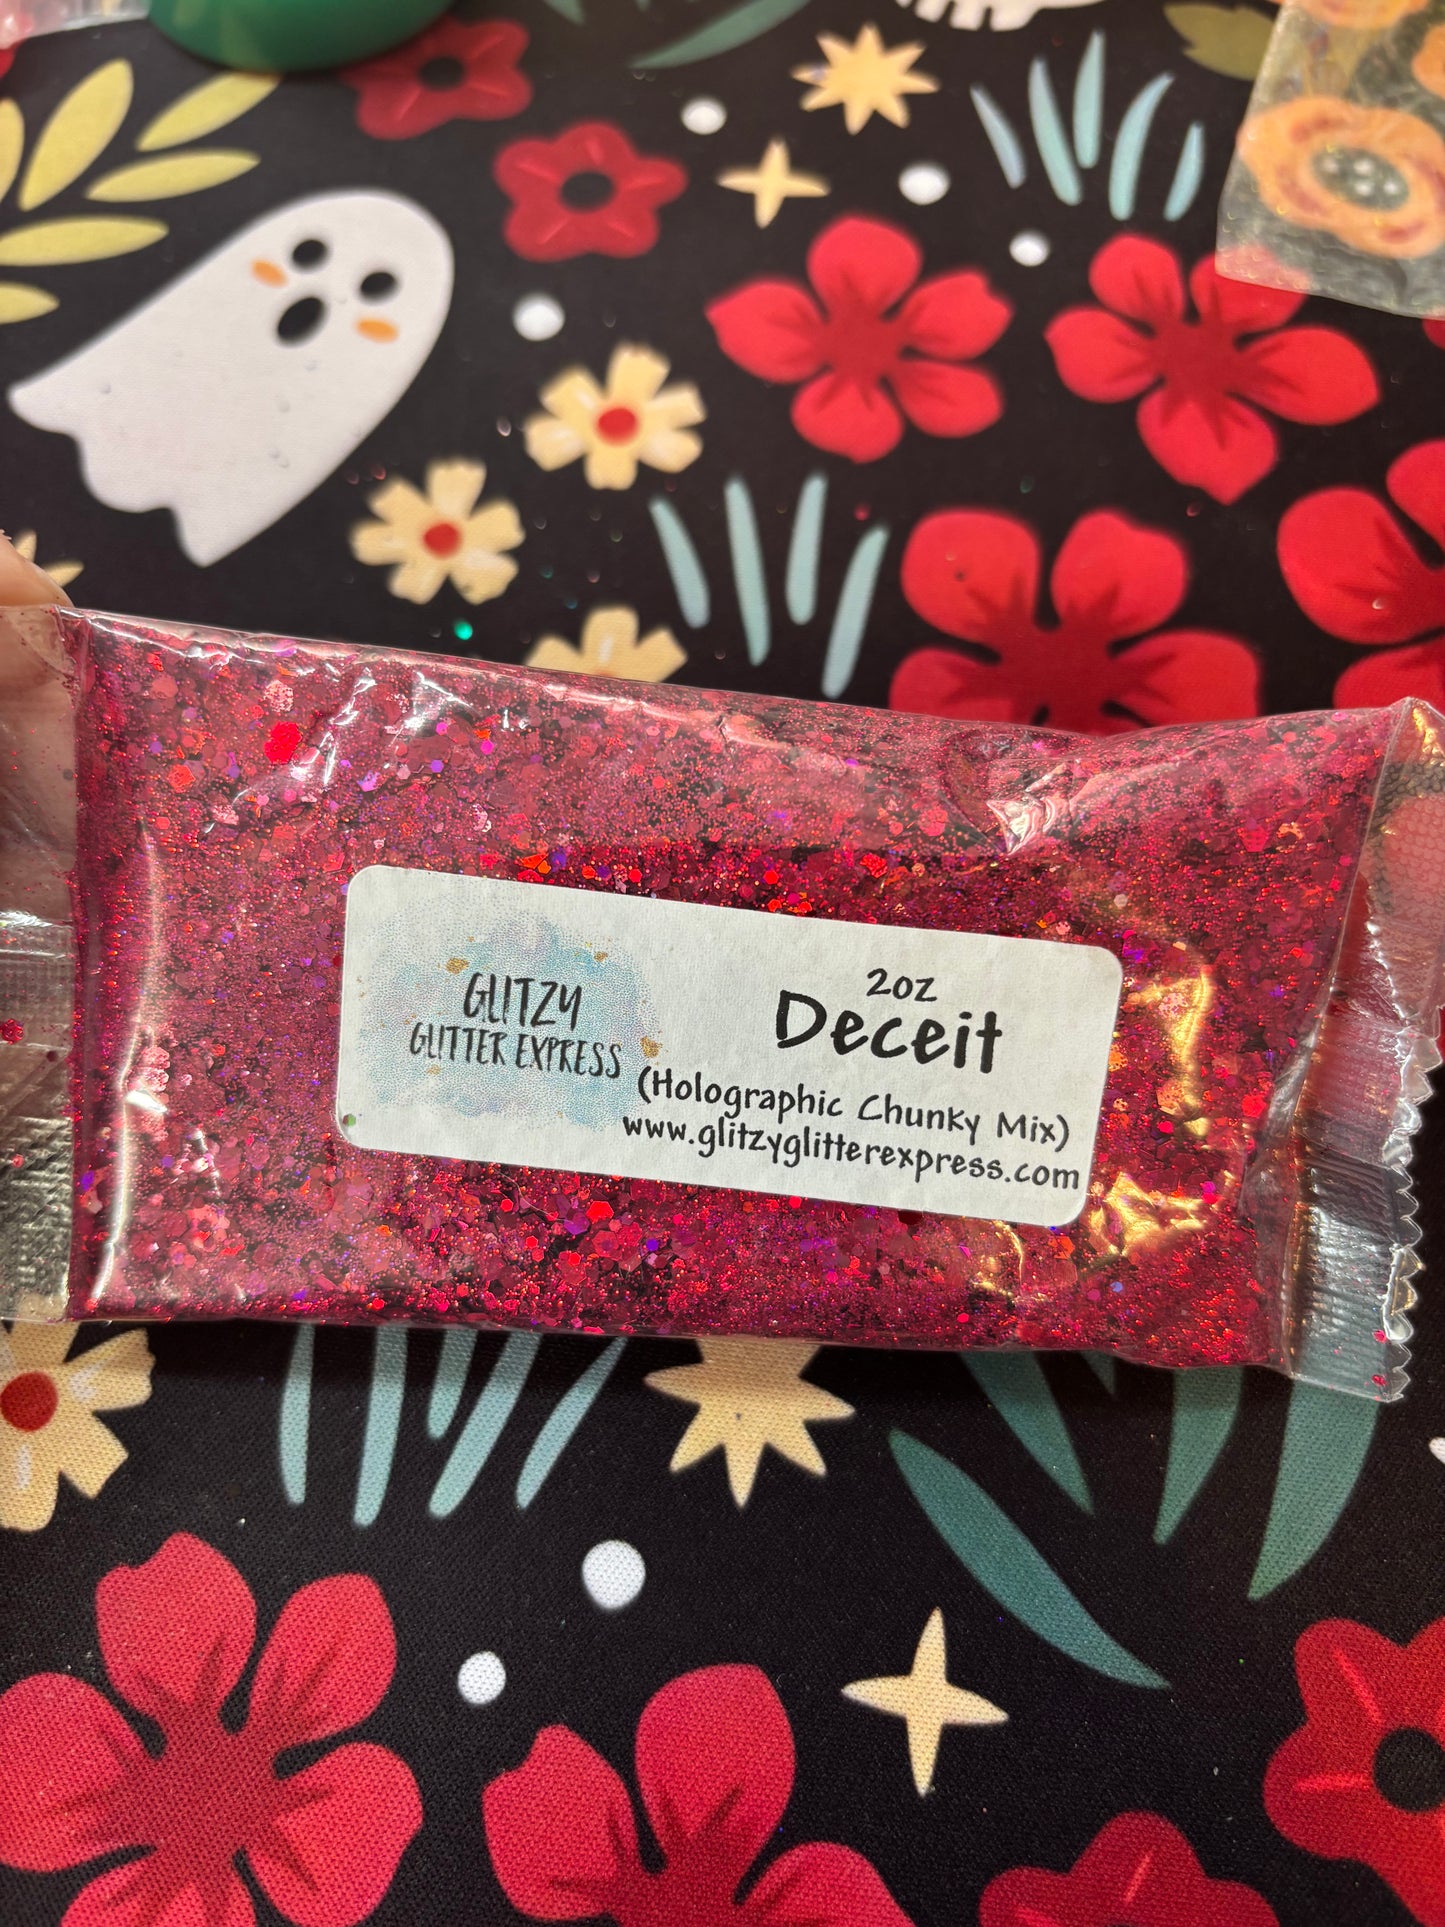 GLITZY
GLITTER EXPRESS
2oz
Deceit
(Holographic Chunky Mix)
www.glitzyglitterexpress.com